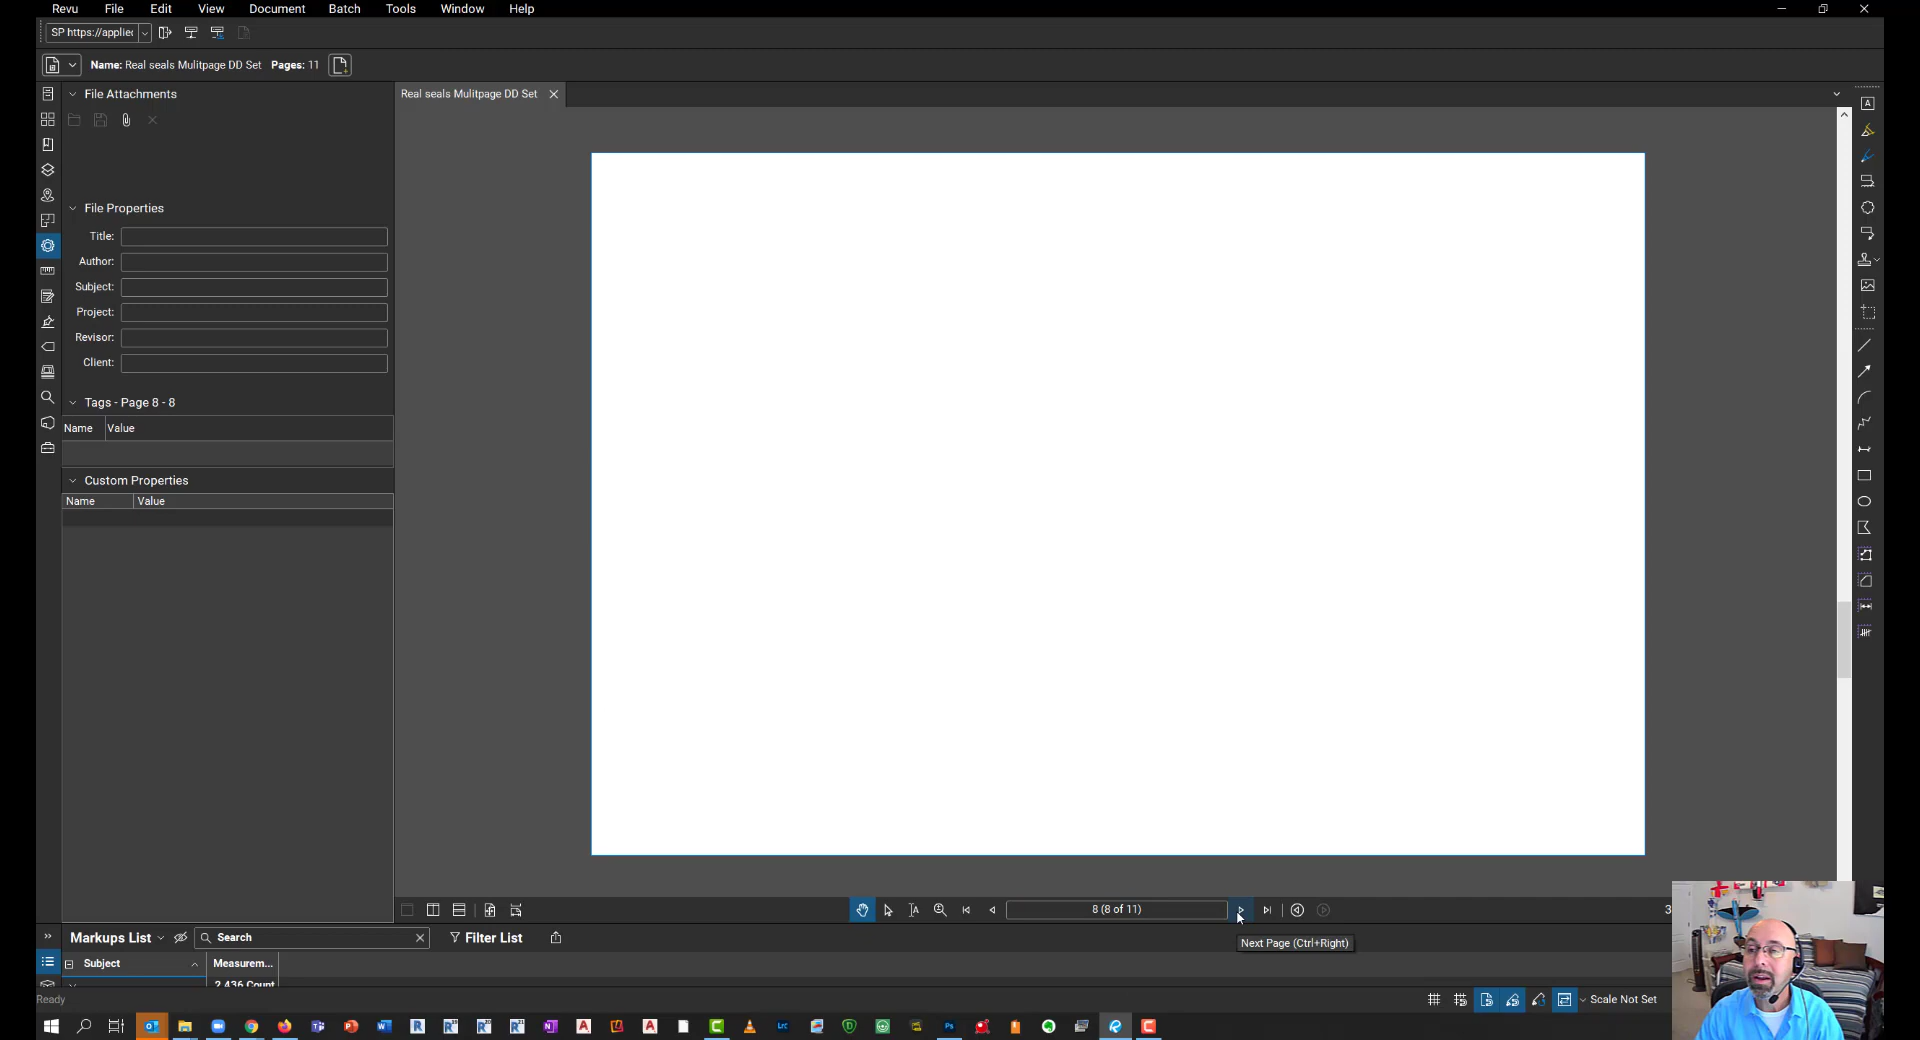 Revu File Edit View Document Batch Tools Window Help
SP https://applied
Name: Real seals Mulitpage DD Set Pages: 11
File Attachments
Real seals Mulitpage DD Set
File Properties
Title:
Author:
Subject:
Project:
Revisor:
Client:
Tags - Page 8 - 8
Name Value
Custom Properties
Name Value
8 (8 of 11)
Markups List Search Filter List
Next Page (Ctrl+Right)
Subject Measurem...
2,436 Count
Ready
Scale Not Set